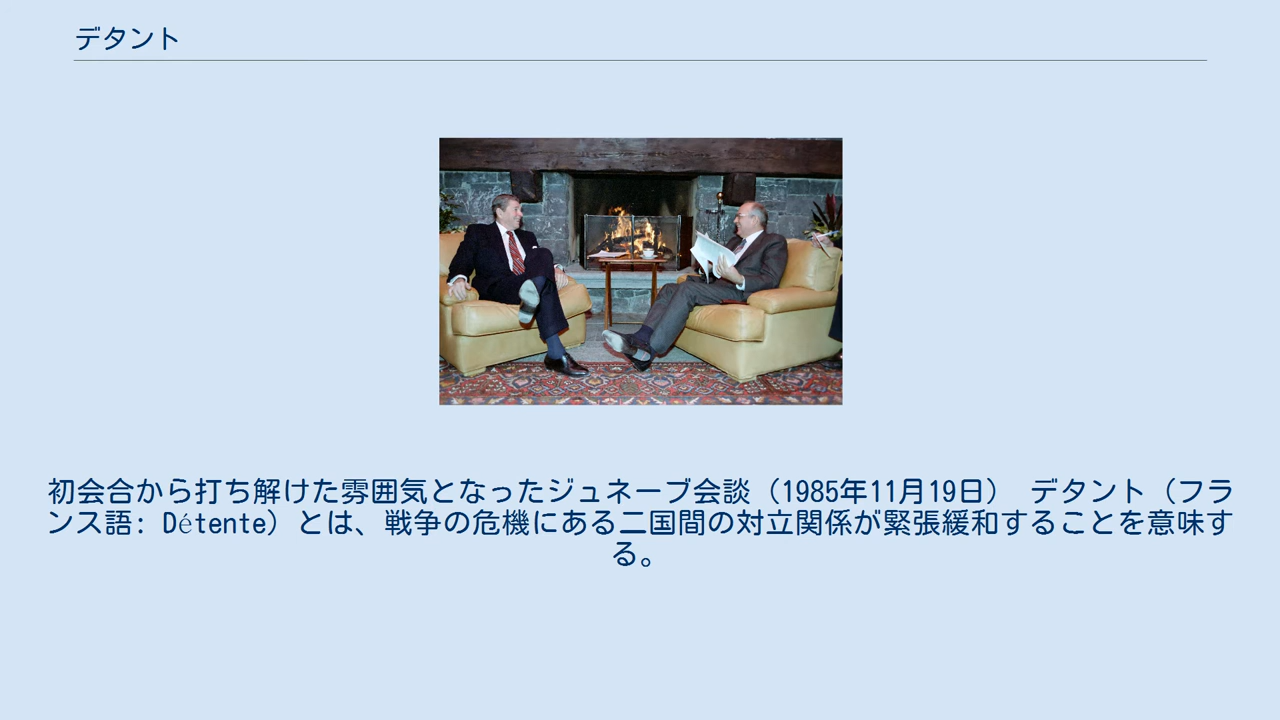 デタント
初会合から打ち解けた雰囲気となったジュネーブ会談（1985年11月19日） デタント（フラ
ンス語: Détente）とは、戦争の危機にある二国間の対立関係が緊張緩和することを意味す
る。